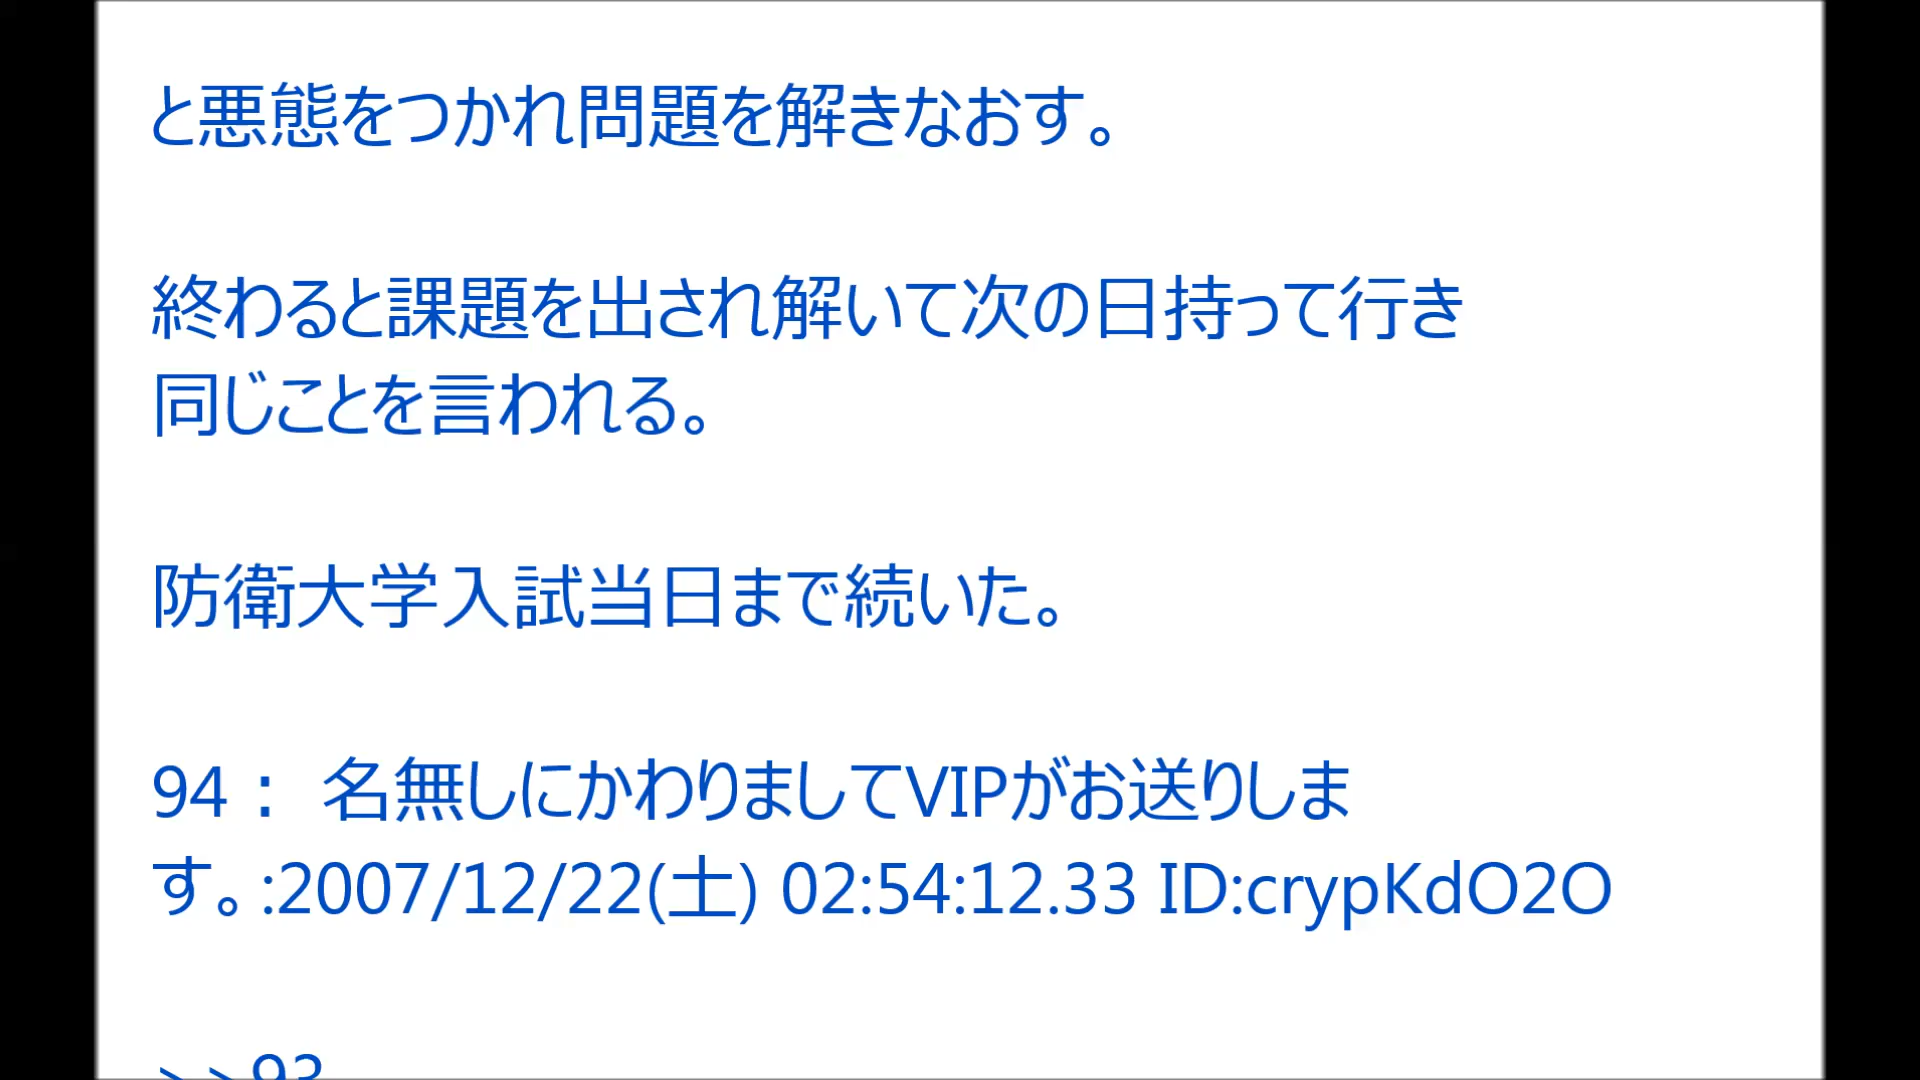 と悪態をつかれ問題を解きなおす。
終わると課題を出され解いて次の日持って行き
同じことを言われる。
防衛大学入試当日まで続いた。
94： 名無しにかわりましてVIPがお送りしま
す。:2007/12/22(土) 02:54:12.33 ID:crypKdO2O
>>93